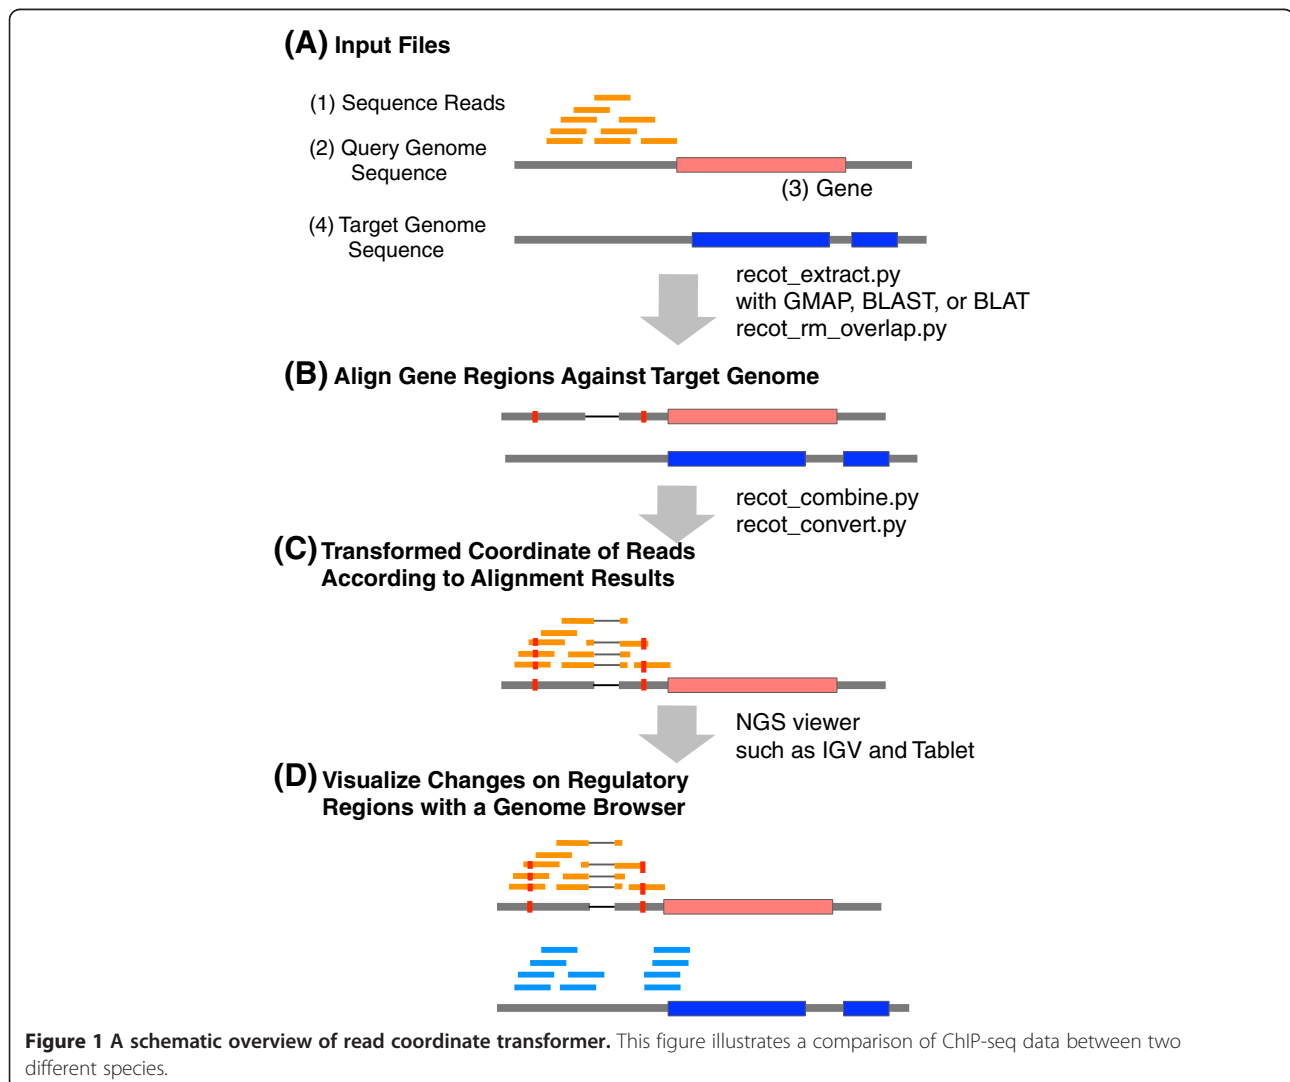 (A) Input Files
(1) Sequence Reads
(2) Query Genome
Sequence
(3) Gene
(4) Target Genome
Sequence
recot_extract.py
with GMAP, BLAST, or BLAT
recot_rm_overlap.py
(B) Align Gene Regions Against Target Genome
recot_combine.py
recot_convert.py
(C) Transformed Coordinate of Reads
According to Alignment Results
NGS viewer
such as IGV and Tablet
(D) Visualize Changes on Regulatory
Regions with a Genome Browser
Figure 1 A schematic overview of read coordinate transformer. This figure illustrates a comparison of ChIP-seq data between two
different species.